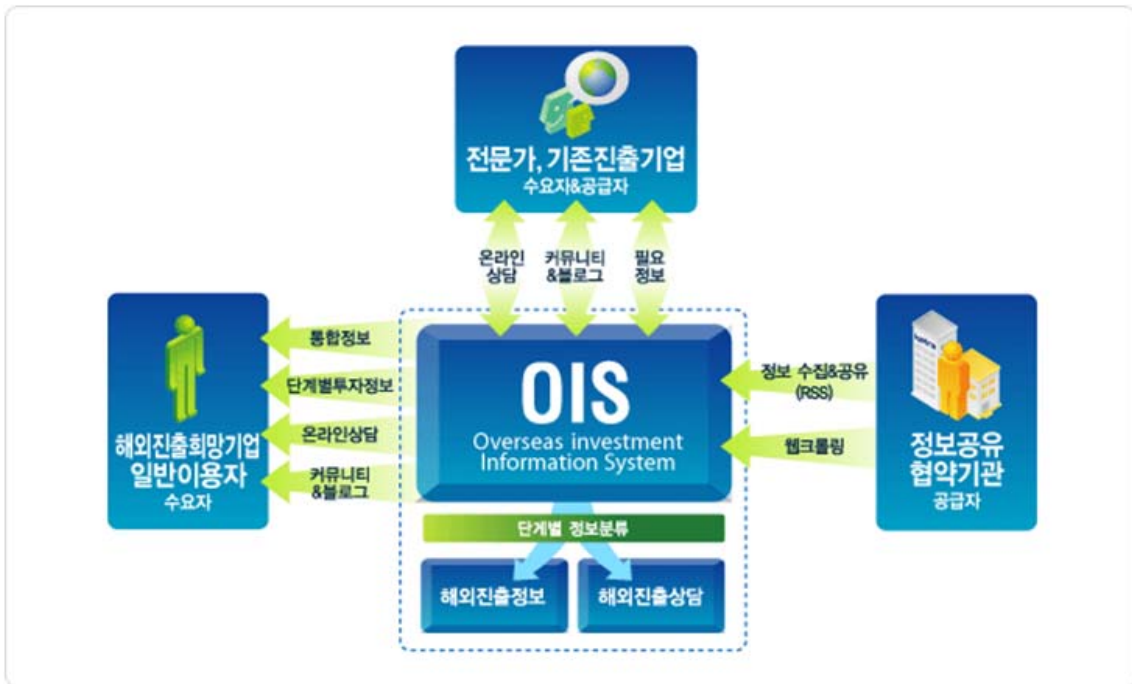 전문가, 기존진출기업
수요자&공급자
온라인
상담
커뮤니티
&블로그
필요
정보
해외진출희망기업
일반이용자
수요자
통합정보
단계별투자정보
온라인상담
커뮤니티
&블로그
OIS
Overseas investment
Information System
정보 수집&공유
(RSS)
웹크롤링
kotra
정보공유
협약기관
공급자
단계별 정보분류
해외진출정보
해외진출상담